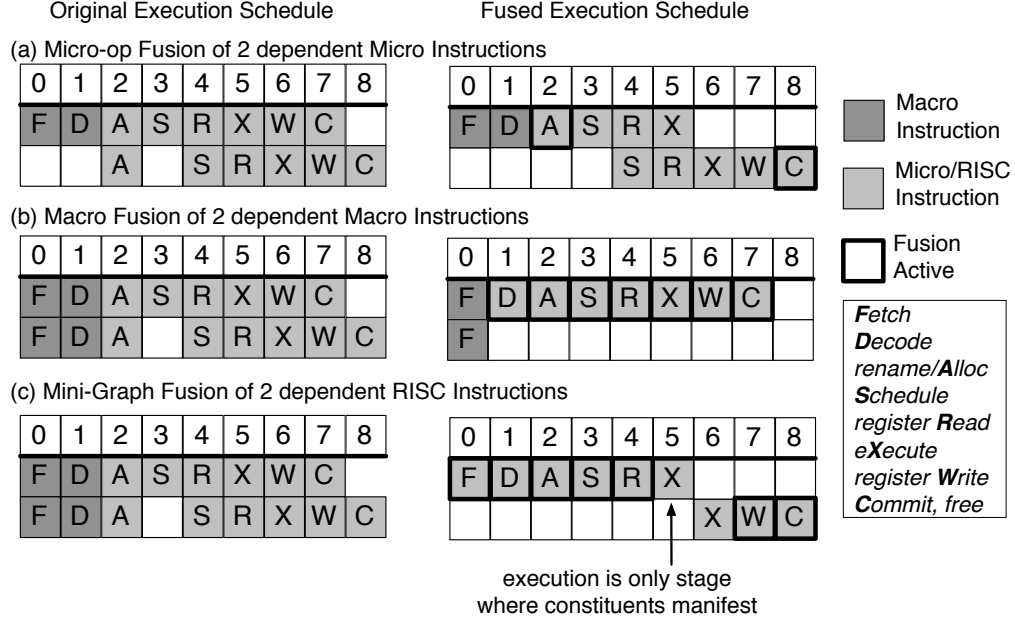 Original Execution Schedule
Fused Execution Schedule
(a) Micro-op Fusion of 2 dependent Micro Instructions
0 1 2 3 4 5 6 7 8
F D A S R X W C
A S R X W C
0 1 2 3 4 5 6 7 8
F D A S R X
S R X W C
(b) Macro Fusion of 2 dependent Macro Instructions
0 1 2 3 4 5 6 7 8
F D A S R X W C
F D A S R X W C
0 1 2 3 4 5 6 7 8
F D A S R X W C
F
(c) Mini-Graph Fusion of 2 dependent RISC Instructions
0 1 2 3 4 5 6 7 8
F D A S R X W C
F D A S R X W C
0 1 2 3 4 5 6 7 8
F D A S R X
X W C
execution is only stage
where constituents manifest
Macro
Instruction
Micro/RISC
Instruction
Fusion
Active
Fetch
Decode
rename/Alloc
Schedule
register Read
eXecute
register Write
Commit, free